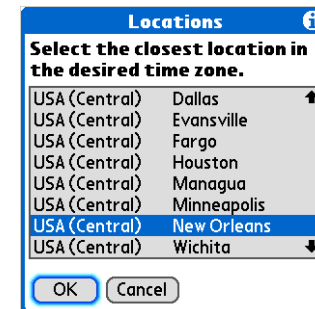 Locations
Select the closest location in
the desired time zone.
USA (Central) Dallas
USA (Central) Evansville
USA (Central) Fargo
USA (Central) Houston
USA (Central) Managua
USA (Central) Minneapolis
USA (Central) New Orleans
USA (Central) Wichita
OK Cancel